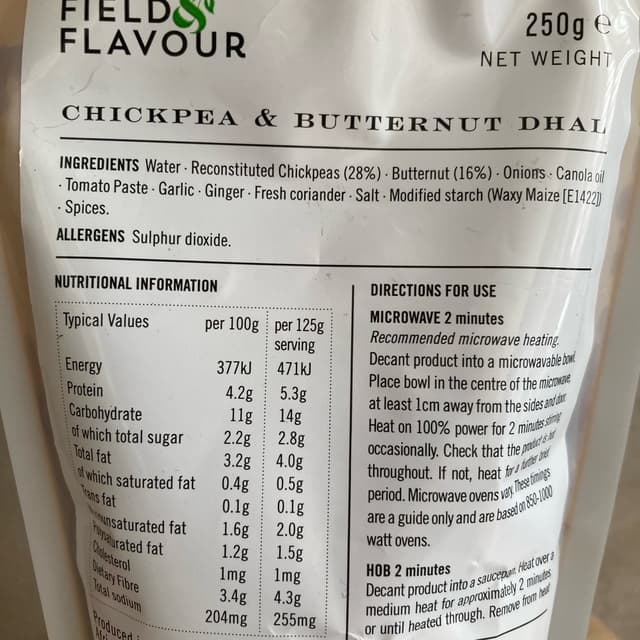 FIELD&
FLAVOUR
250g e
NET WEIGHT
CHICKPEA & BUTTERNUT DHAL
INGREDIENTS Water · Reconstituted Chickpeas (28%) · Butternut (16%) · Onions · Canola oil
· Tomato Paste · Garlic · Ginger · Fresh coriander · Salt · Modified starch (Waxy Maize [E1422])
· Spices.
ALLERGENS Sulphur dioxide.
NUTRITIONAL INFORMATION
Typical Values per 100g per 125g
serving
Energy 377kJ 471kJ
Protein 4.2g 5.3g
Carbohydrate 11g 14g
of which total sugar 2.2g 2.8g
Total fat 3.2g 4.0g
of which saturated fat 0.4g 0.5g
Trans fat 0.1g 0.1g
fat 1.6g 2.0g
fat 1.2g 1.5g
Cholesterol 1mg 1mg
Dietary Fibre 3.4g 4.3g
Total sodium 204mg 255mg
Produced
DIRECTIONS FOR USE
MICROWAVE 2 minutes
Recommended microwave heating.
Decant product into a microwavable bowl.
Place bowl in the centre of the microwave,
at least 1cm away from the sides and door.
Heat on 100% power for 2 minutes stirring
occasionally. Check that the product is hot
throughout. If not, heat for a further brief
period. Microwave ovens vary. These timings
are a guide only and are based on 850-1000
watt ovens.
HOB 2 minutes
Decant product into a saucepan. Heat over a
medium heat for approximately 2 minutes
or until heated through. Remove from heat